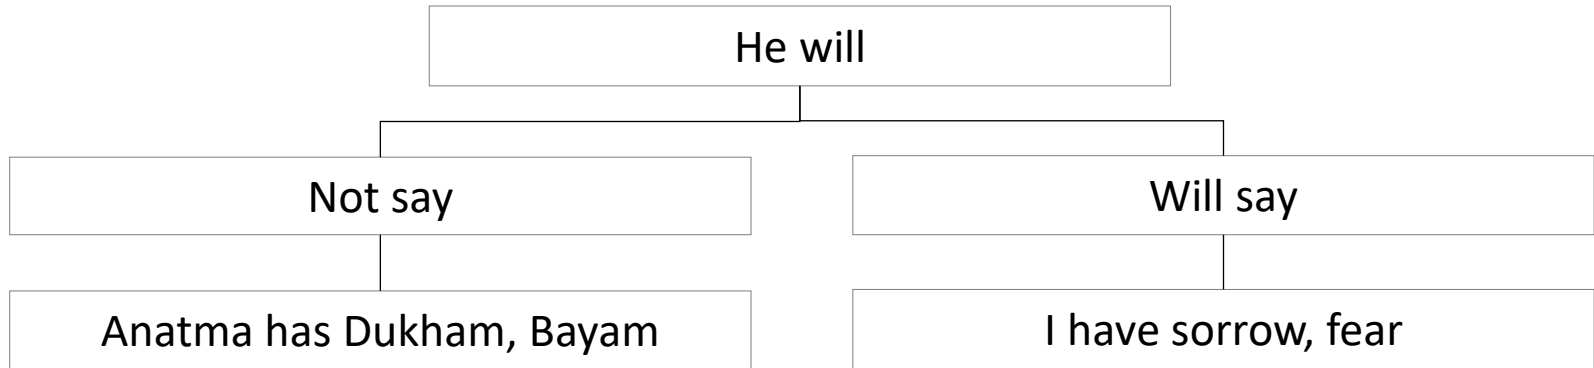 He will
Not say
Will say
Anatma has Dukham, Bayam
I have sorrow, fear